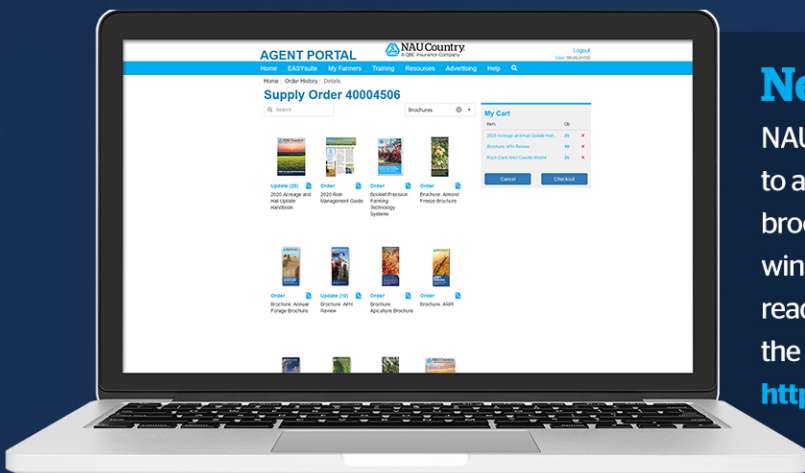 AGENT PORTAL
NAU Country.
A QBE Insurance Company
Logout
Home EASYsuite My Farmers Training Resources Advertising Help
Home | Order History | Details
Supply Order 40004506
Search
Brochures
My Cart
Item Qty
2020 Acreage and Hail Update Han... 25 ×
Brochure: APH Review 10 ×
Rack Card: NAU Country Mobile 25 ×
Cancel Checkout
Update (25) Order Order Order
2020 Acreage and Hail Update Handbook
2020 Risk Management Guide
Booklet:Precision Farming Technology Systems
Brochure: Almond Freeze Brochure
Order Update (10) Order Order
Brochure: Annual Forage Brochure
Brochure: APH Review
Brochure: Apiculture Brochure
Brochure: ARPI
Ne
NAU
to a
broc
win
reac
the
http